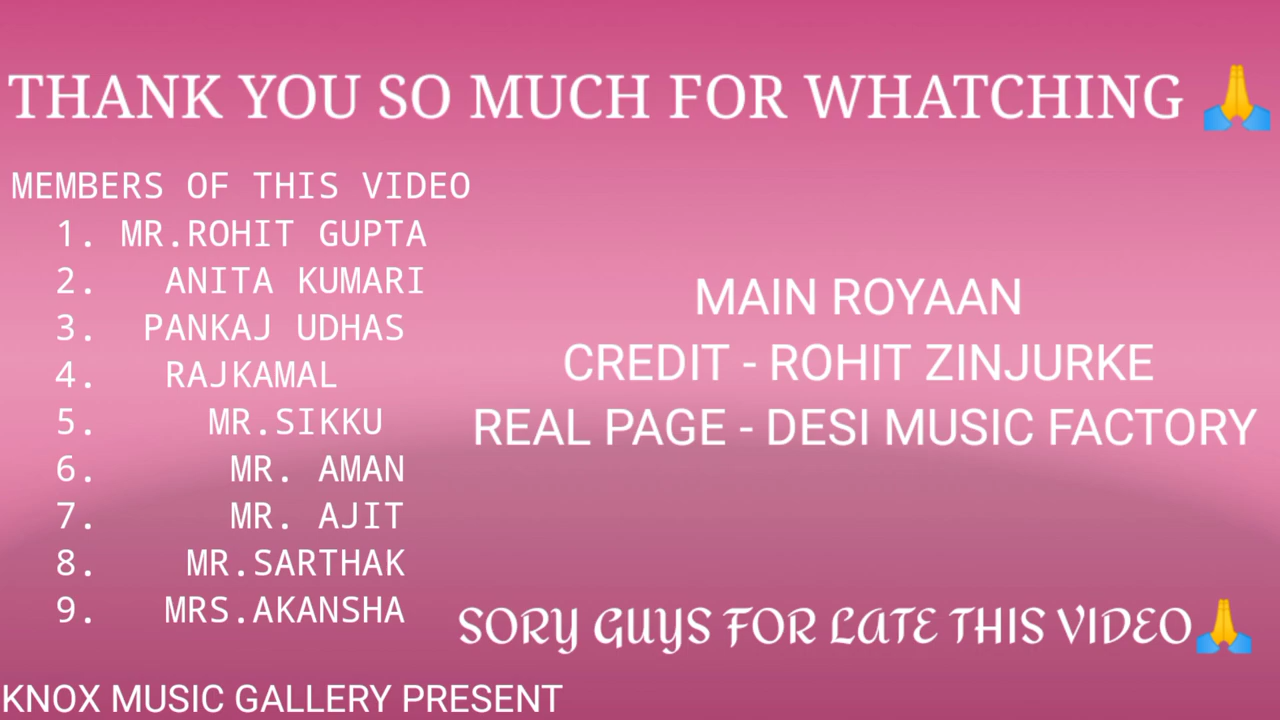 THANK YOU SO MUCH FOR WHATCHING 🙏
MEMBERS OF THIS VIDEO
1. MR.ROHIT GUPTA
2. ANITA KUMARI
3. PANKAJ UDHAS
4. RAJKAMAL
5. MR.SIKKU
6. MR. AMAN
7. MR. AJIT
8. MR.SARTHAK
9. MRS.AKANSHA
MAIN ROYAAN
CREDIT - ROHIT ZINJURKE
REAL PAGE - DESI MUSIC FACTORY
SORY GUYS FOR LATE THIS VIDEO🙏
KNOX MUSIC GALLERY PRESENT